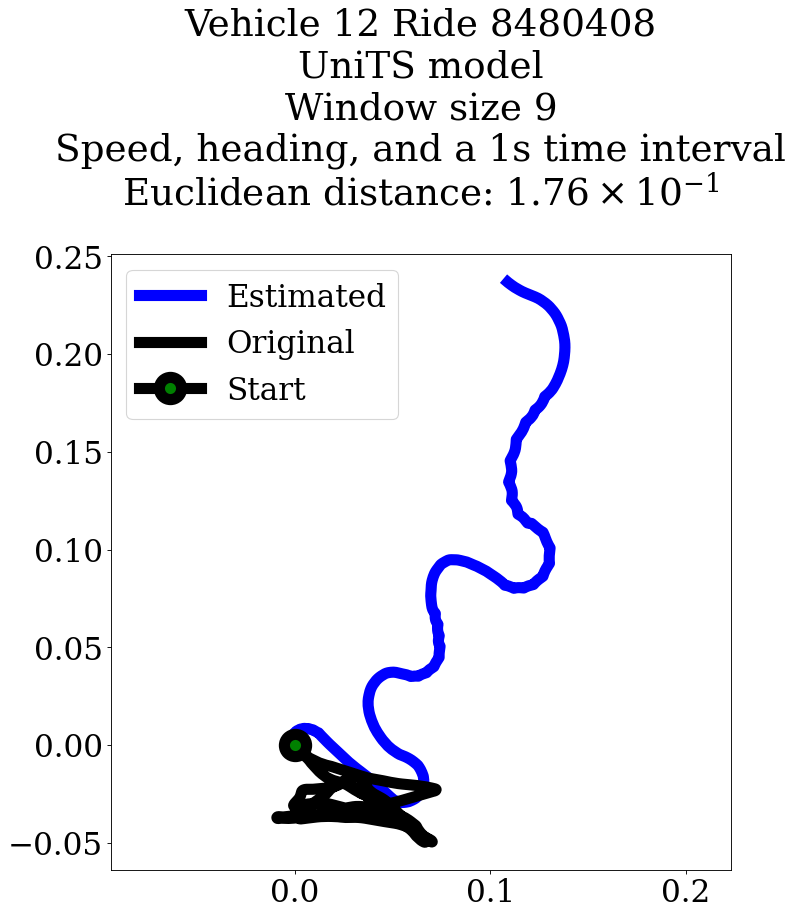 Vehicle 12 Ride 8480408
UniTS model
Window size 9
Speed, heading, and a 1s time interval
Euclidean distance: 1.76 × 10⁻¹
0.25
Estimated
Original
Start
0.20
0.15
0.10
0.05
0.00
−0.05
0.0 0.1 0.2